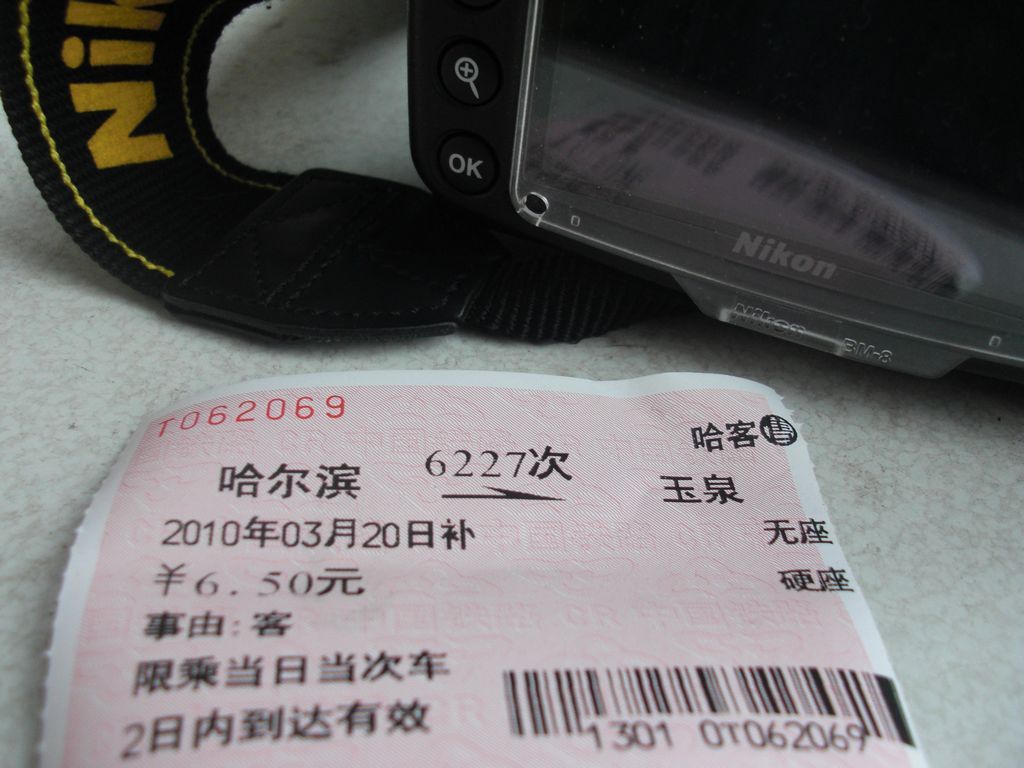 Nik
OK
Nikon
Nikon BM-8
T062069
哈客售
哈尔滨 6227次 玉泉
2010年03月20日补 无座
￥6.50元 硬座
事由:客
限乘当日当次车
2日内到达有效
1301 0T062069